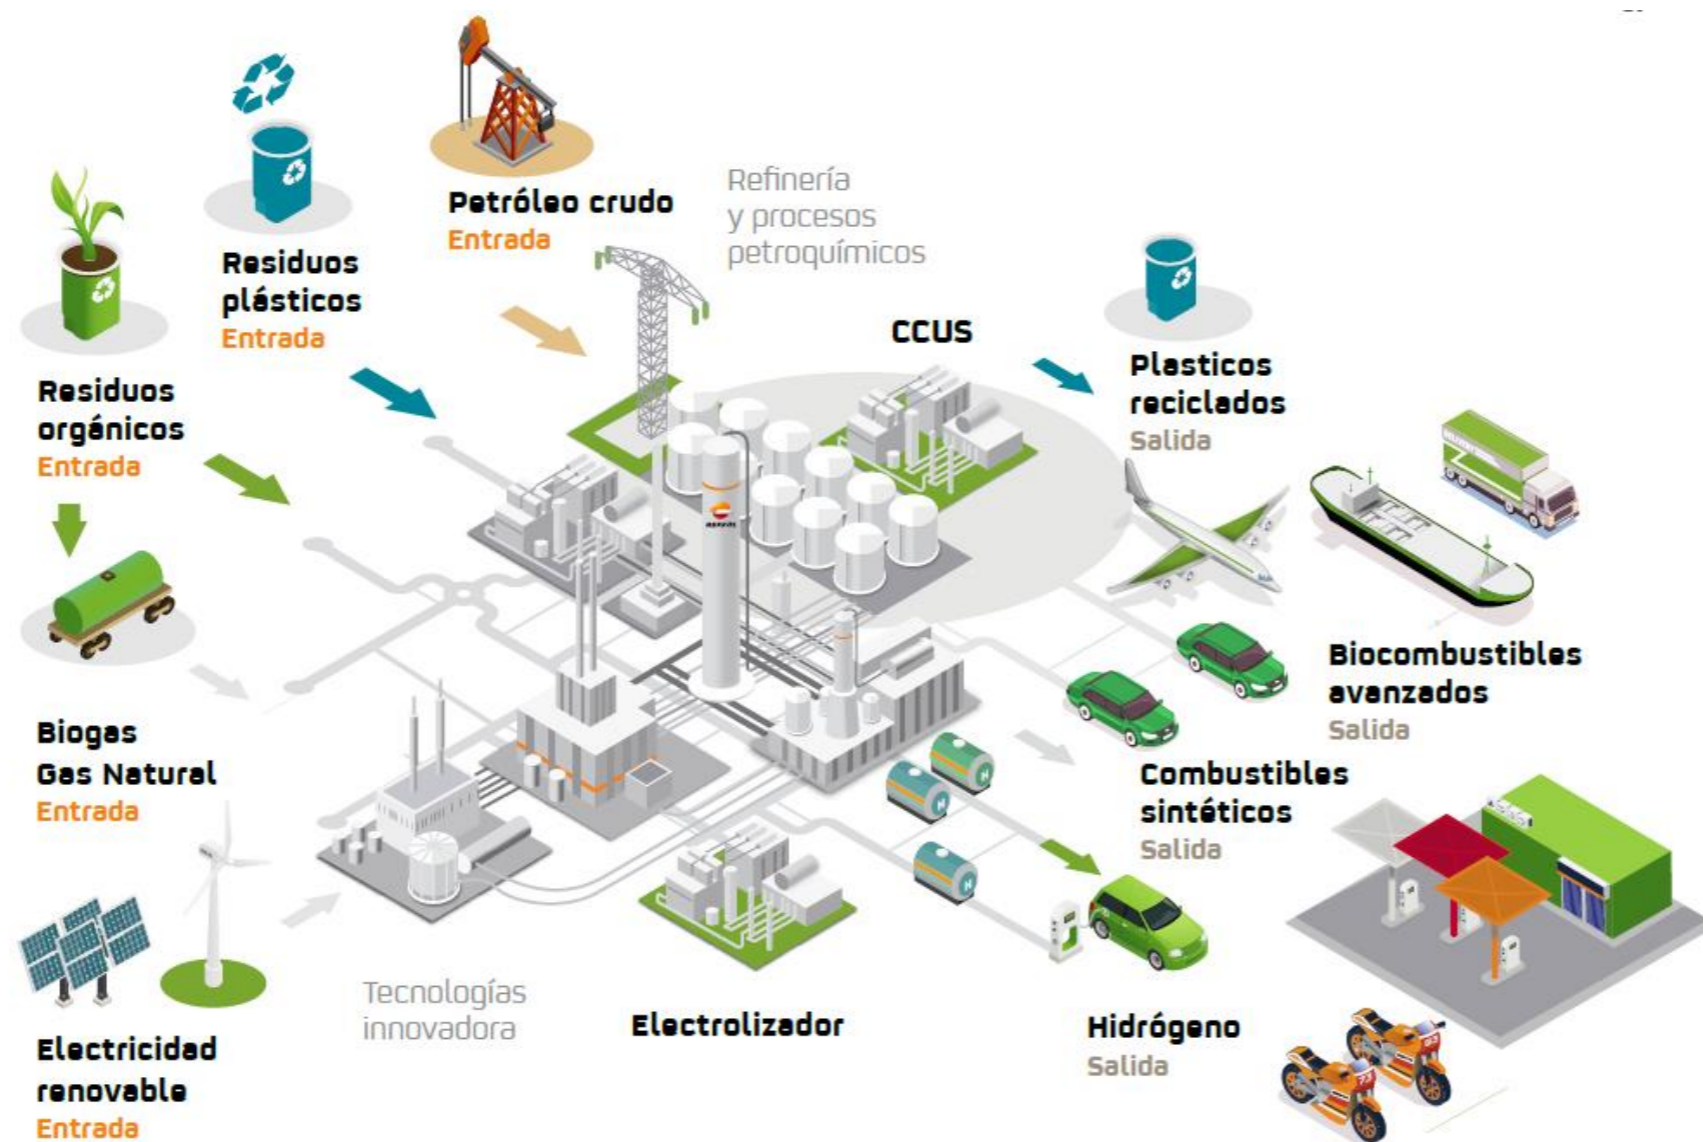 Petróleo crudo
Entrada
Refinería
y procesos
petroquímicos
Residuos
plásticos
Entrada
CCUS
Plasticos
reciclados
Salida
Residuos
orgánicos
Entrada
REPSOL
Biocombustibles
avanzados
Salida
Biogas
Gas Natural
Entrada
Combustibles
sintéticos
Salida
H
H
H
Tecnologías
innovadora
Electrolizador
Hidrógeno
Salida
Electricidad
renovable
Entrada